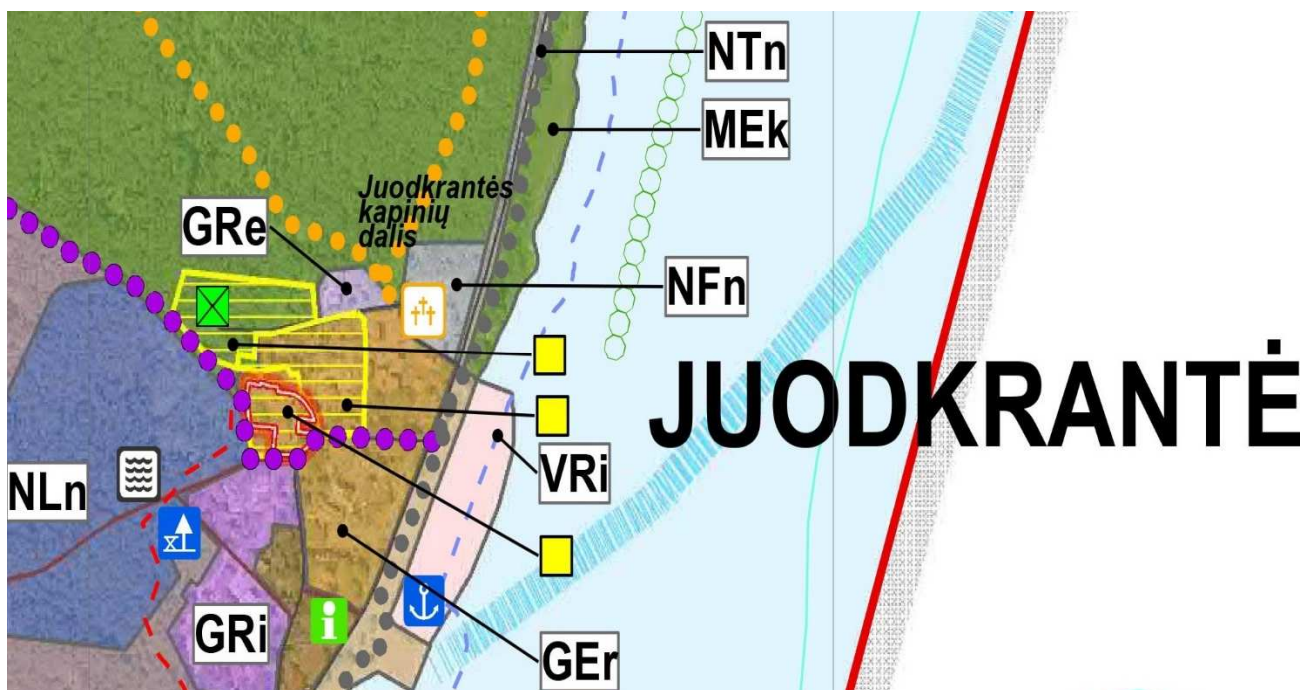 NTn
MEk
Juodkrantės
kapinių
dalis
GRe
NFn
JUODKRANTĖ
VRi
NLn
GRi
i
GEr